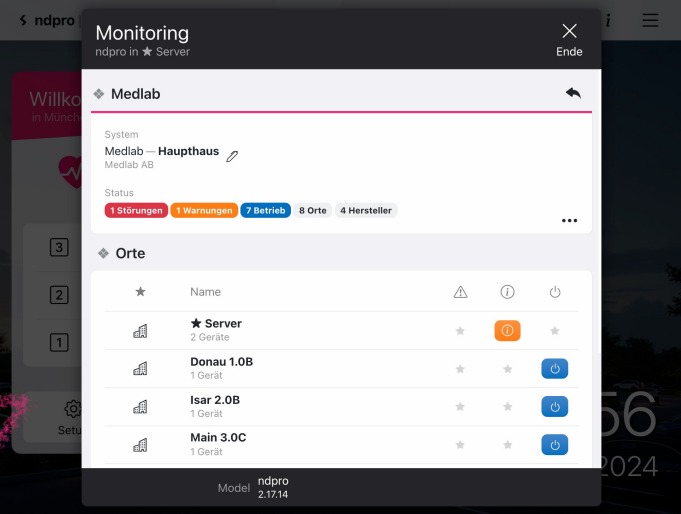 ndpro
Monitoring
ndpro in ★ Server
Ende
Willko
in Münch
Medlab
System
Medlab — Haupthaus
Medlab AB
Status
1 Störungen 1 Warnungen 7 Betrieb 8 Orte 4 Hersteller
Orte
Name
★ Server
2 Geräte
Donau 1.0B
1 Gerät
Isar 2.0B
1 Gerät
Main 3.0C
1 Gerät
3
2
1
Setu
56
2024
Model ndpro
2.17.14